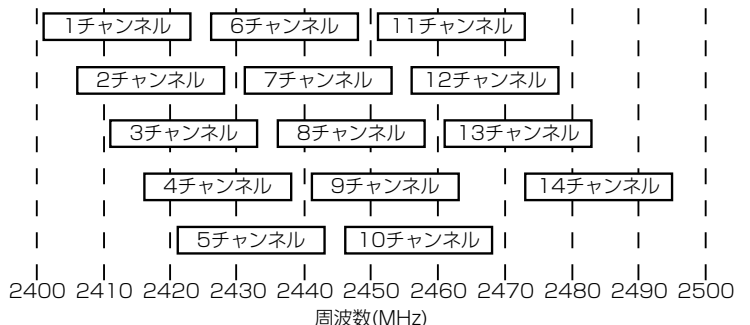 1チャンネル 6チャンネル 11チャンネル
2チャンネル 7チャンネル 12チャンネル
3チャンネル 8チャンネル 13チャンネル
4チャンネル 9チャンネル 14チャンネル
5チャンネル 10チャンネル
2400 2410 2420 2430 2440 2450 2460 2470 2480 2490 2500
周波数(MHz)